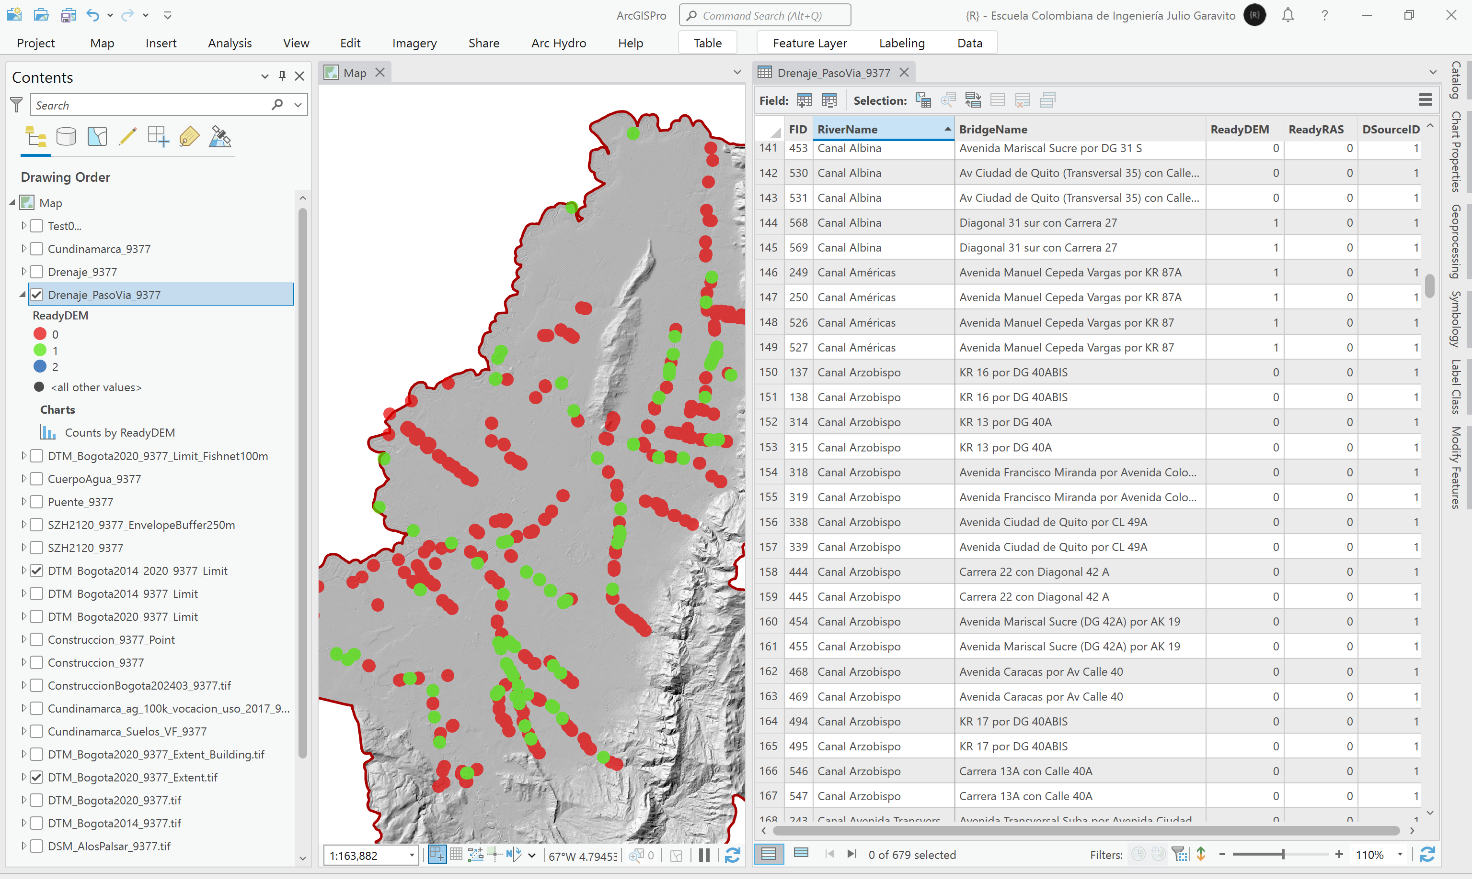 ArcGISPro
Command Search (Alt+Q)
(R) - Escuela Colombiana de Ingeniería Julio Garavito
(R)
?
Project Map Insert Analysis View Edit Imagery Share Arc Hydro Help Table Feature Layer Labeling Data
Contents
Search
Drawing Order
Map
Test0...
Cundinamarca_9377
Drenaje_9377
Drenaje_PasoVia_9377
ReadyDEM
0
1
2
<all other values>
Charts
Counts by ReadyDEM
DTM_Bogota2020_9377_Limit_Fishnet100m
CuerpoAgua_9377
Puente_9377
SZH2120_9377_EnvelopeBuffer250m
SZH2120_9377
DTM_Bogota2014_2020_9377_Limit
DTM_Bogota2014_9377_Limit
DTM_Bogota2020_9377_Limit
Construccion_9377_Point
Construccion_9377
ConstruccionBogota202403_9377.tif
Cundinamarca_ag_100k_vocacion_uso_2017_9...
Cundinamarca_Suelos_VF_9377
DTM_Bogota2020_9377_Extent_Building.tif
DTM_Bogota2020_9377_Extent.tif
DTM_Bogota2020_9377.tif
DTM_Bogota2014_9377.tif
DSM_AlosPalsar_9377.tif
Map
1:163,882
67°W 4.79453
0
Drenaje_PasoVia_9377
Field: Selection:
FID RiverName BridgeName ReadyDEM ReadyRAS DSourceID
141 453 Canal Albina Avenida Mariscal Sucre por DG 31 S 0 0 1
142 530 Canal Albina Av Ciudad de Quito (Transversal 35) con Calle... 0 0 1
143 531 Canal Albina Av Ciudad de Quito (Transversal 35) con Calle... 0 0 1
144 568 Canal Albina Diagonal 31 sur con Carrera 27 1 0 1
145 569 Canal Albina Diagonal 31 sur con Carrera 27 1 0 1
146 249 Canal Américas Avenida Manuel Cepeda Vargas por KR 87A 1 0 1
147 250 Canal Américas Avenida Manuel Cepeda Vargas por KR 87A 1 0 1
148 526 Canal Américas Avenida Manuel Cepeda Vargas por KR 87 1 0 1
149 527 Canal Américas Avenida Manuel Cepeda Vargas por KR 87 1 0 1
150 137 Canal Arzobispo KR 16 por DG 40ABIS 0 0 1
151 138 Canal Arzobispo KR 16 por DG 40ABIS 0 0 1
152 314 Canal Arzobispo KR 13 por DG 40A 0 0 1
153 315 Canal Arzobispo KR 13 por DG 40A 0 0 1
154 318 Canal Arzobispo Avenida Francisco Miranda por Avenida Colo... 0 0 1
155 319 Canal Arzobispo Avenida Francisco Miranda por Avenida Colo... 0 0 1
156 338 Canal Arzobispo Avenida Ciudad de Quito por CL 49A 0 0 1
157 339 Canal Arzobispo Avenida Ciudad de Quito por CL 49A 0 0 1
158 444 Canal Arzobispo Carrera 22 con Diagonal 42 A 0 0 1
159 445 Canal Arzobispo Carrera 22 con Diagonal 42 A 0 0 1
160 454 Canal Arzobispo Avenida Mariscal Sucre (DG 42A) por AK 19 0 0 1
161 455 Canal Arzobispo Avenida Mariscal Sucre (DG 42A) por AK 19 0 0 1
162 468 Canal Arzobispo Avenida Caracas por Av Calle 40 0 0 1
163 469 Canal Arzobispo Avenida Caracas por Av Calle 40 0 0 1
164 494 Canal Arzobispo KR 17 por DG 40ABIS 0 0 1
165 495 Canal Arzobispo KR 17 por DG 40ABIS 0 0 1
166 546 Canal Arzobispo Carrera 13A con Calle 40A 0 0 1
167 547 Canal Arzobispo Carrera 13A con Calle 40A 0 0 1
168 243 Canal Avenida Transvers Avenida Transversal Suba por Avenida Ciudad 0 0 1
0 of 679 selected
Filters:
110%
Catalog
Chart Properties
Geoprocessing
Symbology
Label Class
Modify Features